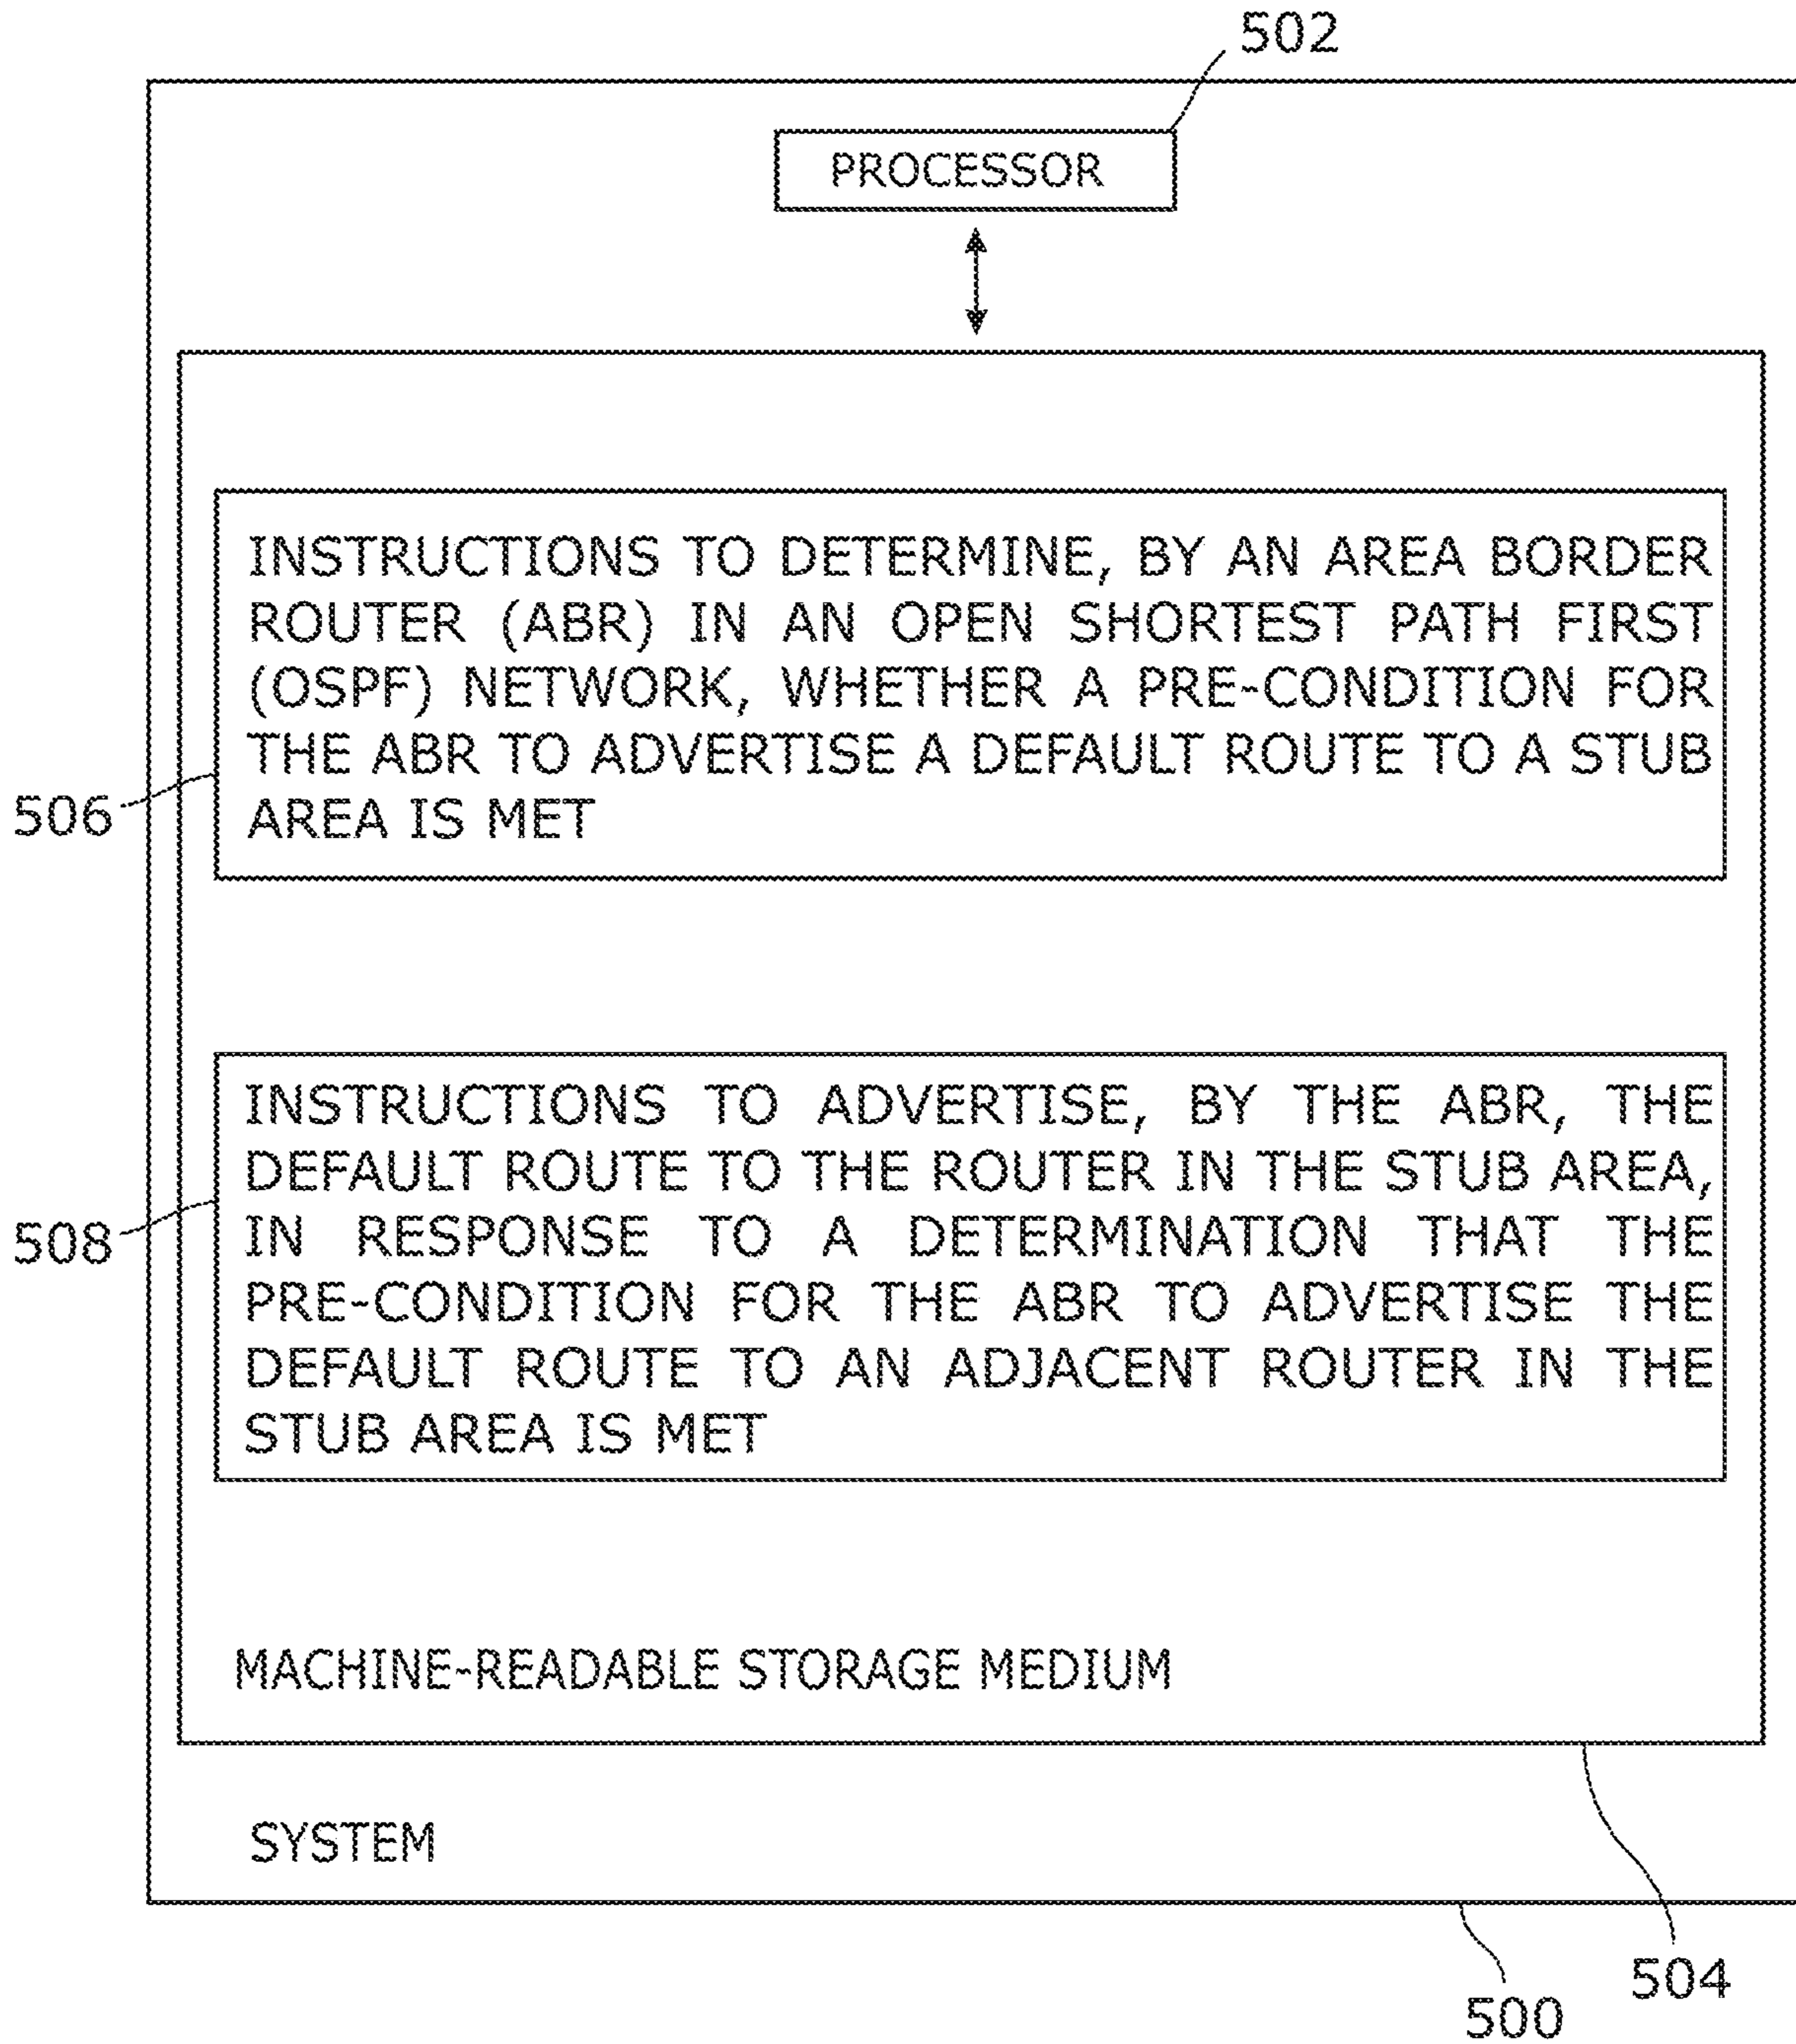 502
PROCESSOR
INSTRUCTIONS TO DETERMINE, BY AN AREA BORDER
ROUTER (ABR) IN AN OPEN SHORTEST PATH FIRST
(OSPF) NETWORK, WHETHER A PRE-CONDITION FOR
THE ABR TO ADVERTISE A DEFAULT ROUTE TO A STUB
AREA IS MET
506
INSTRUCTIONS TO ADVERTISE, BY THE ABR, THE
DEFAULT ROUTE TO THE ROUTER IN THE STUB AREA,
IN RESPONSE TO A DETERMINATION THAT THE
PRE-CONDITION FOR THE ABR TO ADVERTISE THE
DEFAULT ROUTE TO AN ADJACENT ROUTER IN THE
STUB AREA IS MET
508
MACHINE-READABLE STORAGE MEDIUM
SYSTEM
504
500